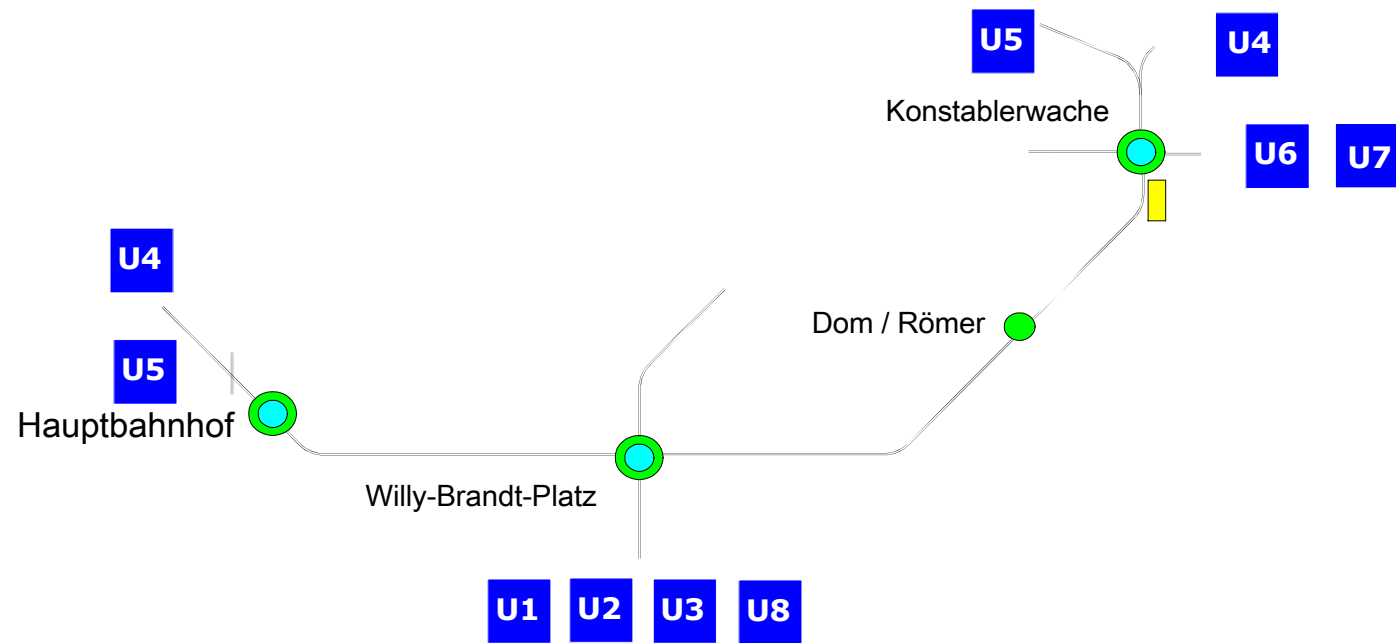 U5
U4
Konstablerwache
U6 U7
U4
Dom / Römer
U5
Hauptbahnhof
Willy-Brandt-Platz
U1 U2 U3 U8